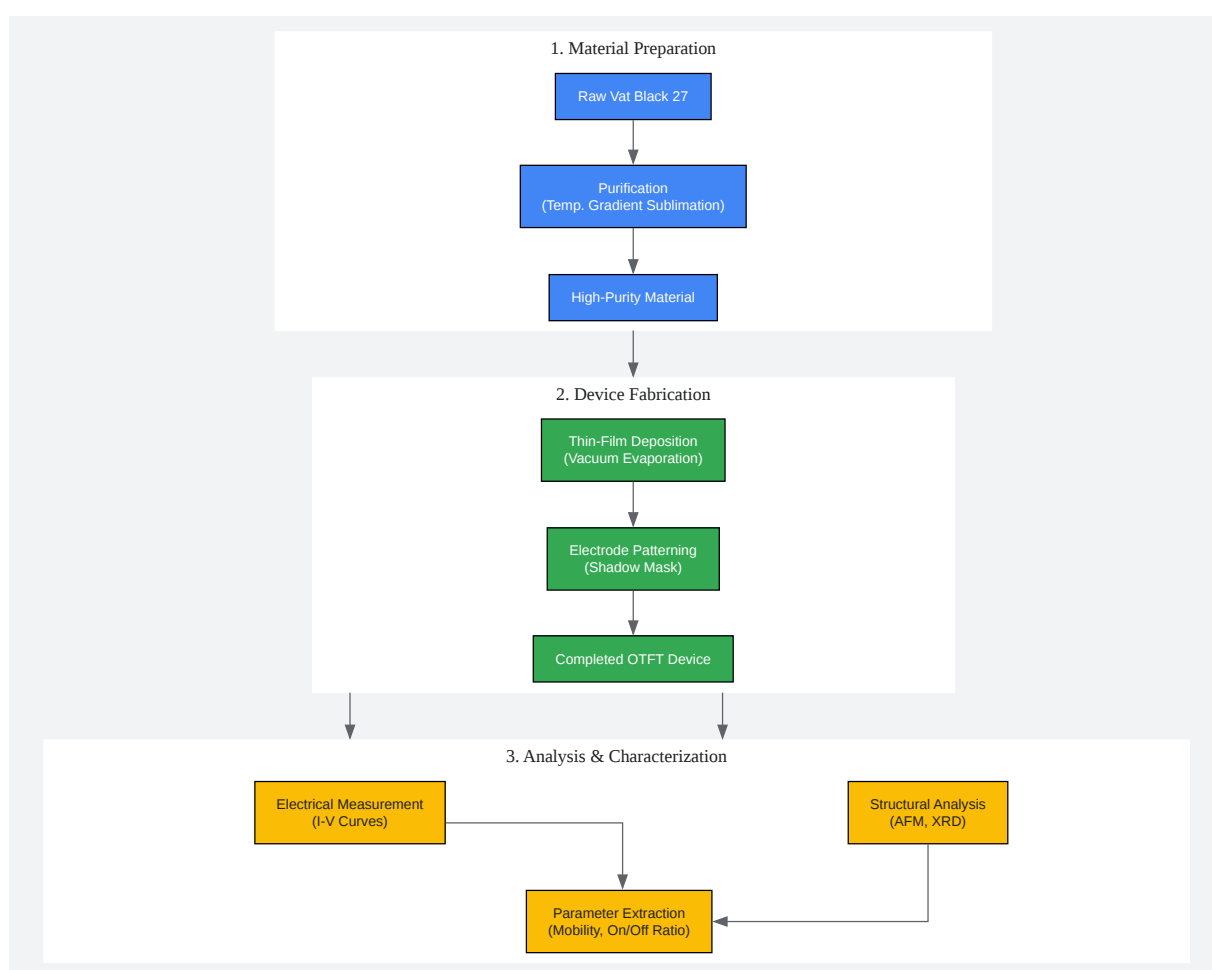 1. Material Preparation
Raw Vat Black 27
Purification
(Temp. Gradient Sublimation)
High-Purity Material
2. Device Fabrication
Thin-Film Deposition
(Vacuum Evaporation)
Electrode Patterning
(Shadow Mask)
Completed OTFT Device
3. Analysis & Characterization
Electrical Measurement
(I-V Curves)
Structural Analysis
(AFM, XRD)
Parameter Extraction
(Mobility, On/Off Ratio)